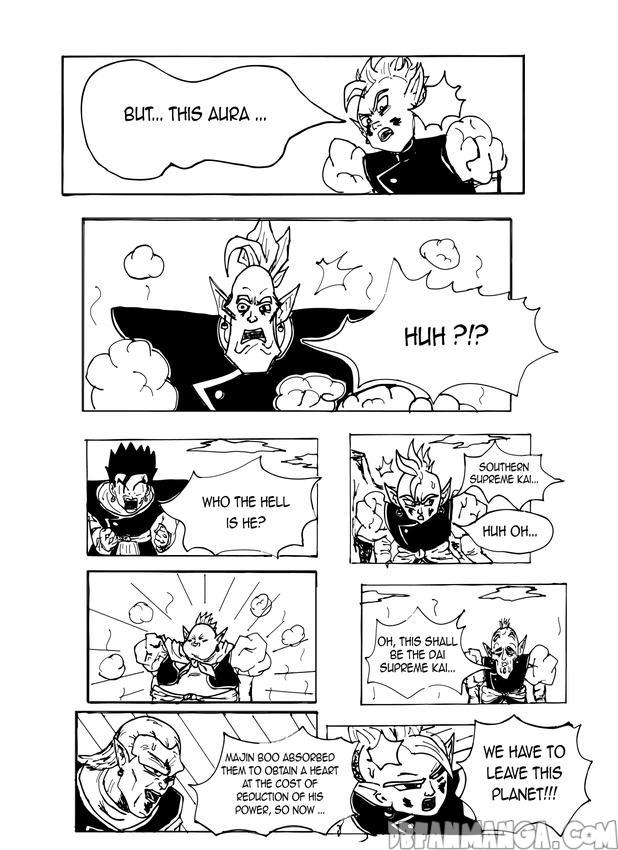 BUT... THIS AURA ...
HUH ?!?
WHO THE HELL
IS HE?
SOUTHERN
SUPREME KAI...
HUH OH...
OH, THIS SHALL
BE THE DAI
SUPREME KAI...
MAJIN BOO ABSORBED
THEM TO OBTAIN A HEART
AT THE COST OF
REDUCTION OF HIS
POWER, SO NOW ...
WE HAVE TO
LEAVE THIS
PLANET!!!
DBFANMANGA.COM